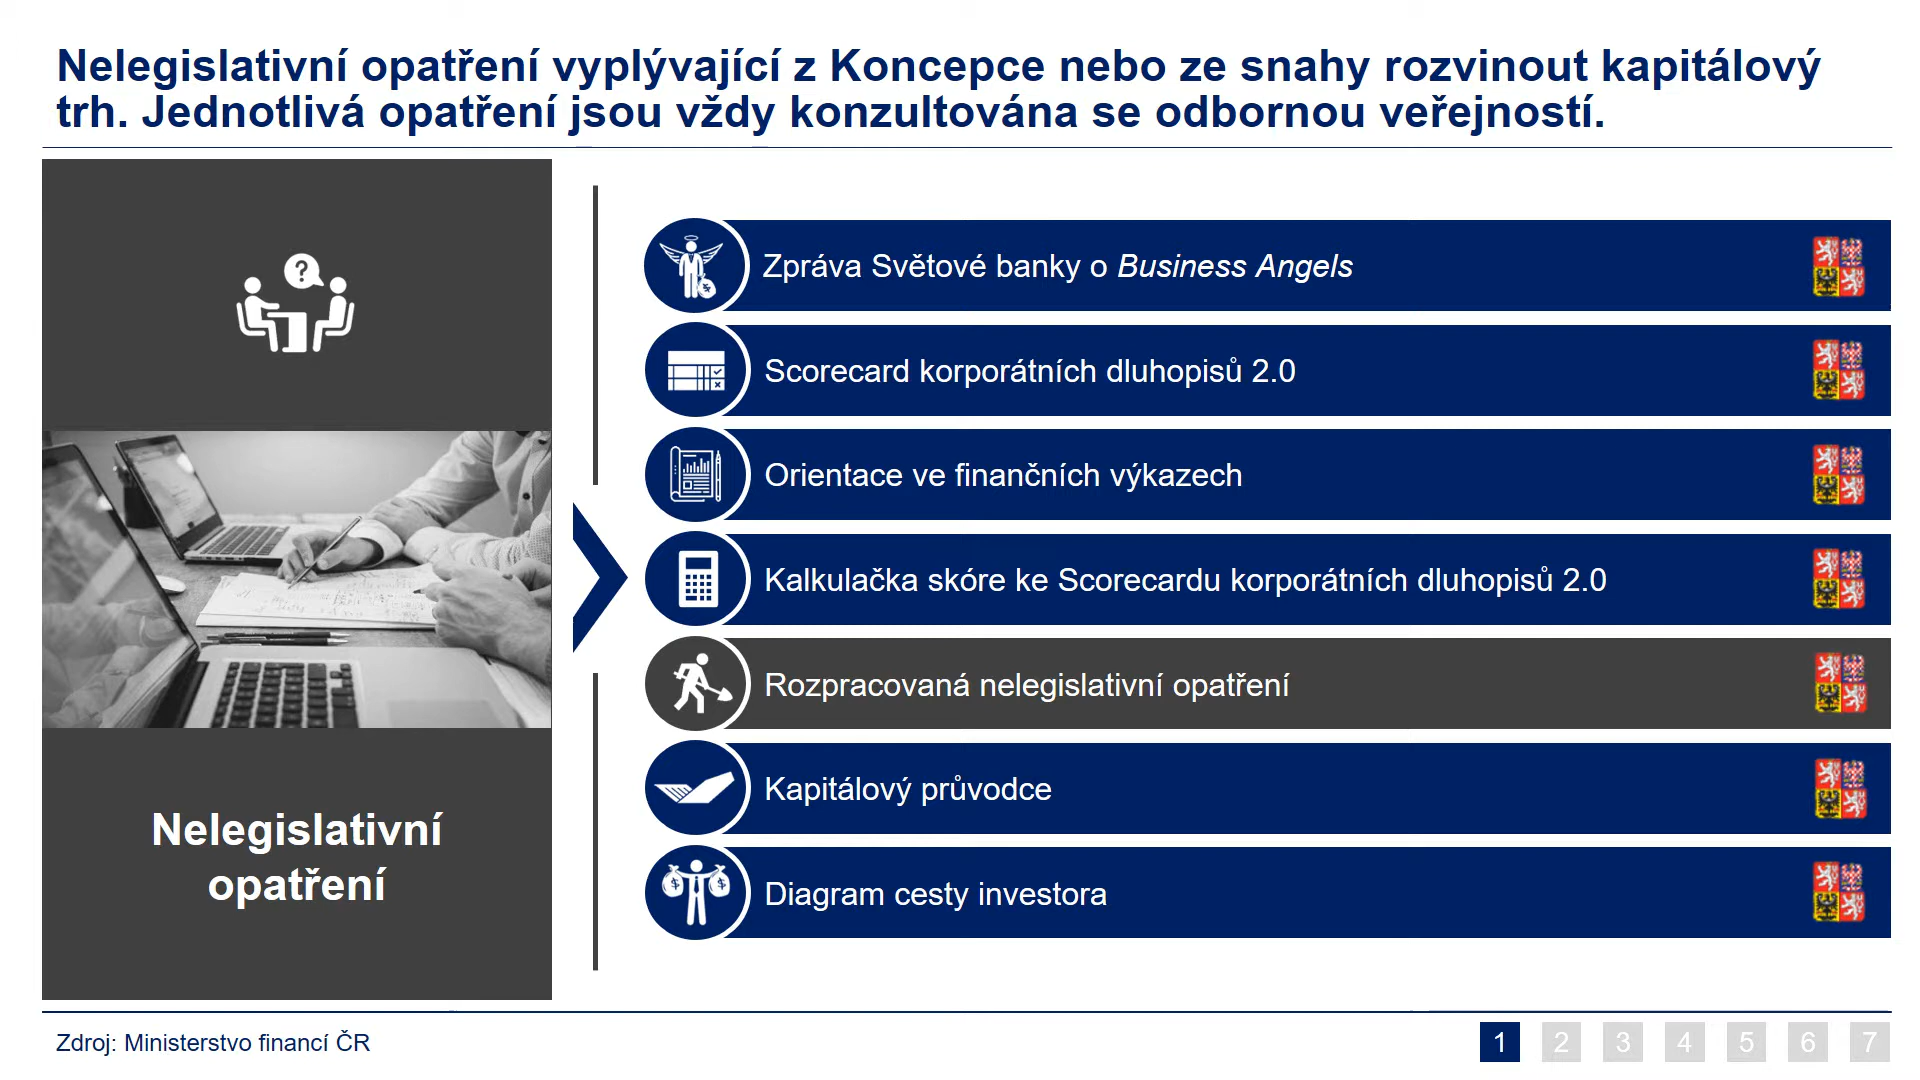 Nelegislativní opatření vyplývající z Koncepce nebo ze snahy rozvinout kapitálový
trh. Jednotlivá opatření jsou vždy konzultována se odbornou veřejností.
?
Nelegislativní
opatření
Zpráva Světové banky o Business Angels
Scorecard korporátních dluhopisů 2.0
Orientace ve finančních výkazech
Kalkulačka skóre ke Scorecardu korporátních dluhopisů 2.0
Rozpracovaná nelegislativní opatření
Kapitálový průvodce
Diagram cesty investora
Zdroj: Ministerstvo financí ČR
1 2 3 4 5 6 7